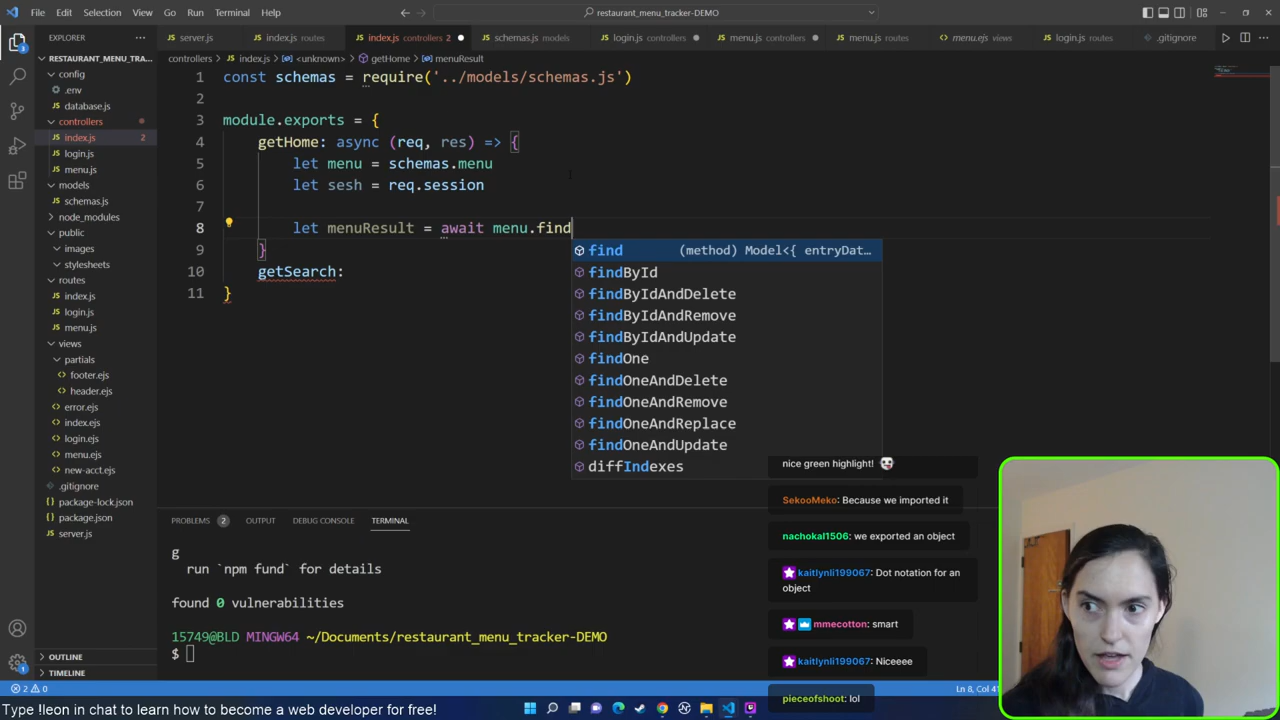 File Edit Selection View Go Run Terminal Help
restaurant_menu_tracker-DEMO
EXPLORER
server.js index.js routes index.js controllers 2 schemas.js models login.js controllers menu.js controllers menu.js routes menu.ejs views login.js routes .gitignore
controllers > index.js > <unknown> > getHome > menuResult
RESTAURANT_MENU_TRA...
config
.env
database.js
controllers
index.js 2
login.js
menu.js
models
schemas.js
node_modules
public
images
stylesheets
routes
index.js
login.js
menu.js
views
partials
footer.ejs
header.ejs
error.ejs
index.ejs
login.ejs
menu.ejs
new-acct.ejs
.gitignore
package-lock.json
package.json
server.js
OUTLINE
TIMELINE
3
1
1 const schemas = require('../models/schemas.js')
2
3 module.exports = {
4 getHome: async (req, res) => {
5 let menu = schemas.menu
6 let sesh = req.session
7
8 let menuResult = await menu.find
9 }
10 getSearch:
11 }
find (method) Model<{ entryDat...
findById
findByIdAndDelete
findByIdAndRemove
findByIdAndUpdate
findOne
findOneAndDelete
findOneAndRemove
findOneAndReplace
findOneAndUpdate
diffIndexes
PROBLEMS 2 OUTPUT DEBUG CONSOLE TERMINAL
g
run `npm fund` for details
found 0 vulnerabilities
15749@BLD MINGW64 ~/Documents/restaurant_menu_tracker-DEMO
$
nice green highlight!
SekooMeko: Because we imported it
nachokal1506: we exported an object
kaitlynli199067: Dot notation for an
object
mmecotton: smart
kaitlynli199067: Niceeee
pieceofshoot: lol
2 0
Ln 8, Col 41
Type !leon in chat to learn how to become a web developer for free!